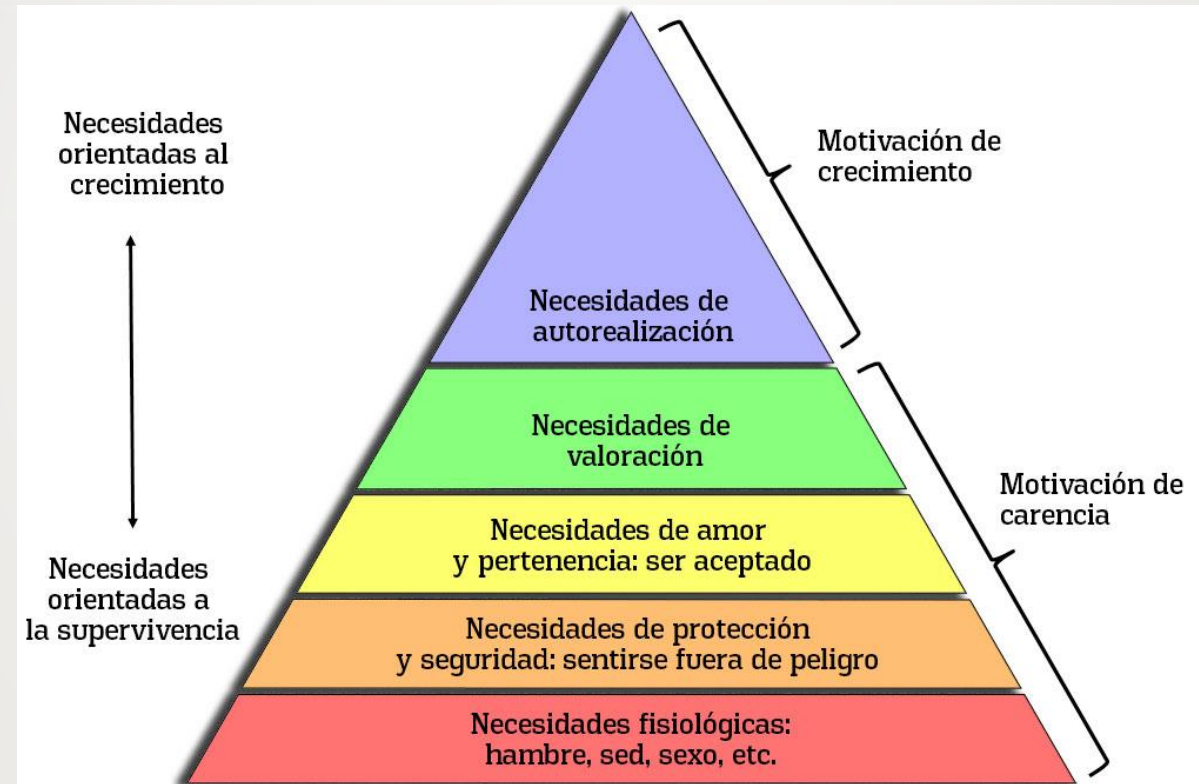 Necesidades
orientadas al
crecimiento
Necesidades
orientadas a
la supervivencia
Necesidades de
autorealización
Necesidades de
valoración
Necesidades de amor
y pertenencia: ser aceptado
Necesidades de protección
y seguridad: sentirse fuera de peligro
Necesidades fisiológicas:
hambre, sed, sexo, etc.
Motivación de
crecimiento
Motivación de
carencia